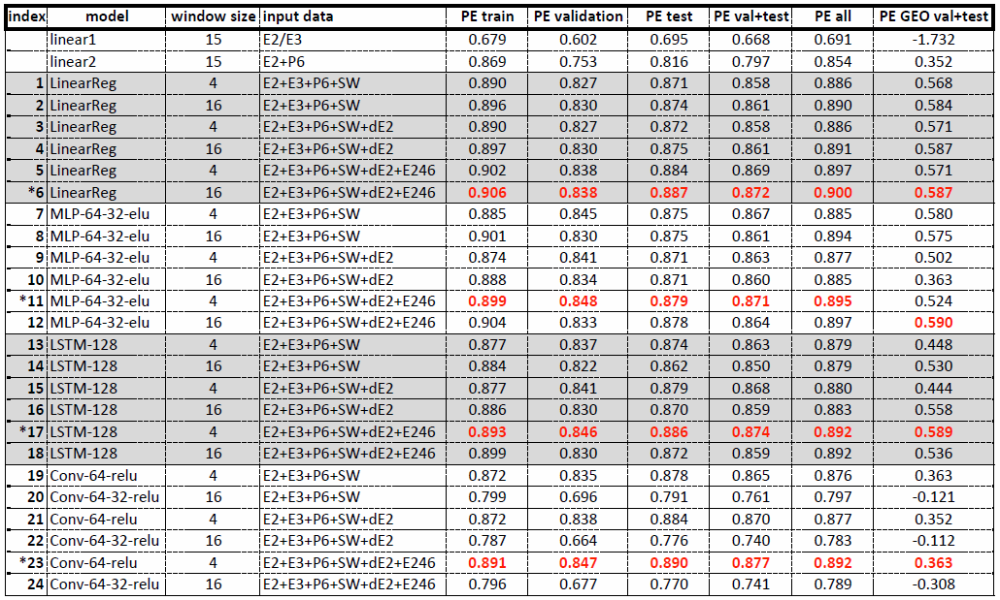 index model window size input data PE train PE validation PE test PE val+test PE all PE GEO val+test
linear1 15 E2/E3 0.679 0.602 0.695 0.668 0.691 -1.732
linear2 15 E2+P6 0.869 0.753 0.816 0.797 0.854 0.352
1 LinearReg 4 E2+E3+P6+SW 0.890 0.827 0.871 0.858 0.886 0.568
2 LinearReg 16 E2+E3+P6+SW 0.896 0.830 0.874 0.861 0.890 0.584
3 LinearReg 4 E2+E3+P6+SW+dE2 0.890 0.827 0.872 0.858 0.886 0.571
4 LinearReg 16 E2+E3+P6+SW+dE2 0.897 0.830 0.875 0.861 0.891 0.587
5 LinearReg 4 E2+E3+P6+SW+dE2+E246 0.902 0.838 0.884 0.869 0.897 0.571
*6 LinearReg 16 E2+E3+P6+SW+dE2+E246 0.906 0.838 0.887 0.872 0.900 0.587
7 MLP-64-32-elu 4 E2+E3+P6+SW 0.885 0.845 0.875 0.867 0.885 0.580
8 MLP-64-32-elu 16 E2+E3+P6+SW 0.901 0.830 0.875 0.861 0.894 0.575
9 MLP-64-32-elu 4 E2+E3+P6+SW+dE2 0.874 0.841 0.871 0.863 0.877 0.502
10 MLP-64-32-elu 16 E2+E3+P6+SW+dE2 0.888 0.834 0.871 0.860 0.885 0.363
*11 MLP-64-32-elu 4 E2+E3+P6+SW+dE2+E246 0.899 0.848 0.879 0.871 0.895 0.524
12 MLP-64-32-elu 16 E2+E3+P6+SW+dE2+E246 0.904 0.833 0.878 0.864 0.897 0.590
13 LSTM-128 4 E2+E3+P6+SW 0.877 0.837 0.874 0.863 0.879 0.448
14 LSTM-128 16 E2+E3+P6+SW 0.884 0.822 0.862 0.850 0.879 0.530
15 LSTM-128 4 E2+E3+P6+SW+dE2 0.877 0.841 0.879 0.868 0.880 0.444
16 LSTM-128 16 E2+E3+P6+SW+dE2 0.886 0.830 0.870 0.859 0.883 0.558
*17 LSTM-128 4 E2+E3+P6+SW+dE2+E246 0.893 0.846 0.886 0.874 0.892 0.589
18 LSTM-128 16 E2+E3+P6+SW+dE2+E246 0.899 0.830 0.872 0.859 0.892 0.536
19 Conv-64-relu 4 E2+E3+P6+SW 0.872 0.835 0.878 0.865 0.876 0.363
20 Conv-64-32-relu 16 E2+E3+P6+SW 0.799 0.696 0.791 0.761 0.797 -0.121
21 Conv-64-relu 4 E2+E3+P6+SW+dE2 0.872 0.838 0.884 0.870 0.877 0.352
22 Conv-64-32-relu 16 E2+E3+P6+SW+dE2 0.787 0.664 0.776 0.740 0.783 -0.112
*23 Conv-64-relu 4 E2+E3+P6+SW+dE2+E246 0.891 0.847 0.890 0.877 0.892 0.363
24 Conv-64-32-relu 16 E2+E3+P6+SW+dE2+E246 0.796 0.677 0.770 0.741 0.789 -0.308